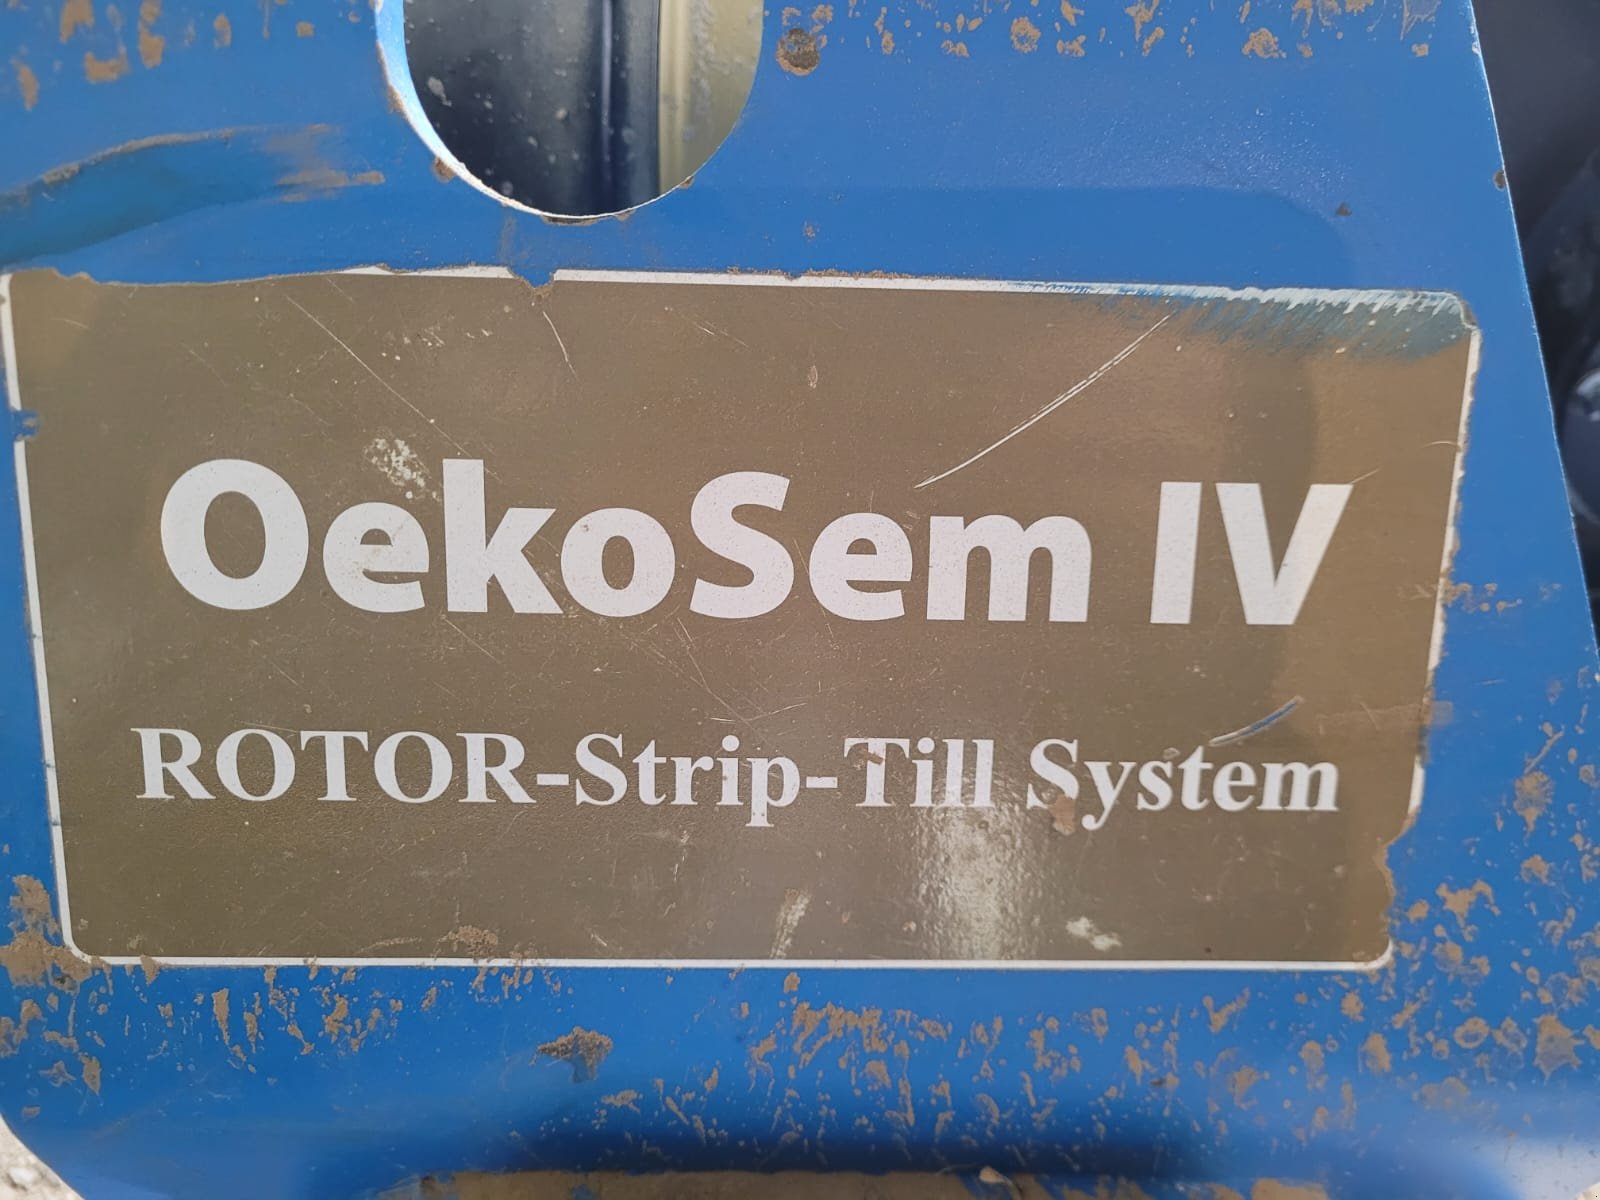 OekoSem IV
ROTOR-Strip-Till System